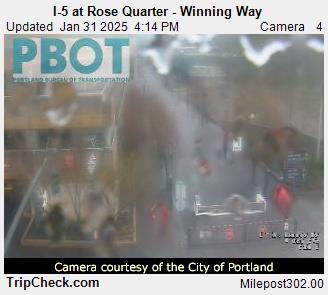 I-5 at Rose Quarter - Winning Way
Updated Jan 31 2025 4:14 PM Camera 4
PBOT
PORTLAND BUREAU OF TRANSPORTATION
Camera courtesy of the City of Portland
TripCheck.com Milepost302.00